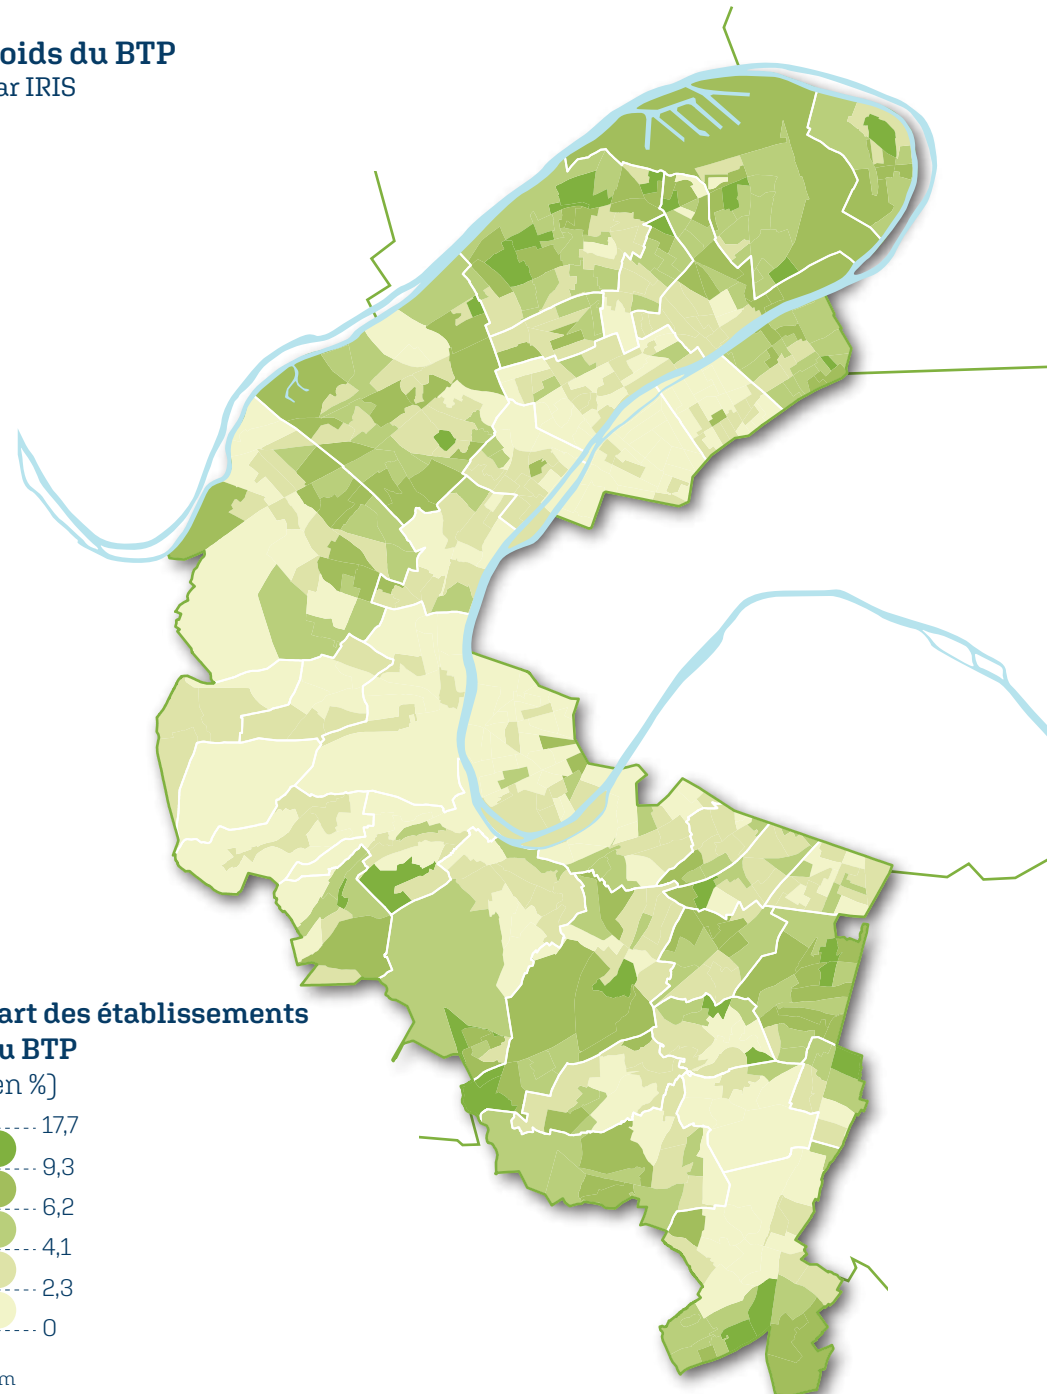 oids du BTP
ar IRIS
art des établissements
u BTP
en %)
17,7
9,3
6,2
4,1
2,3
0
m